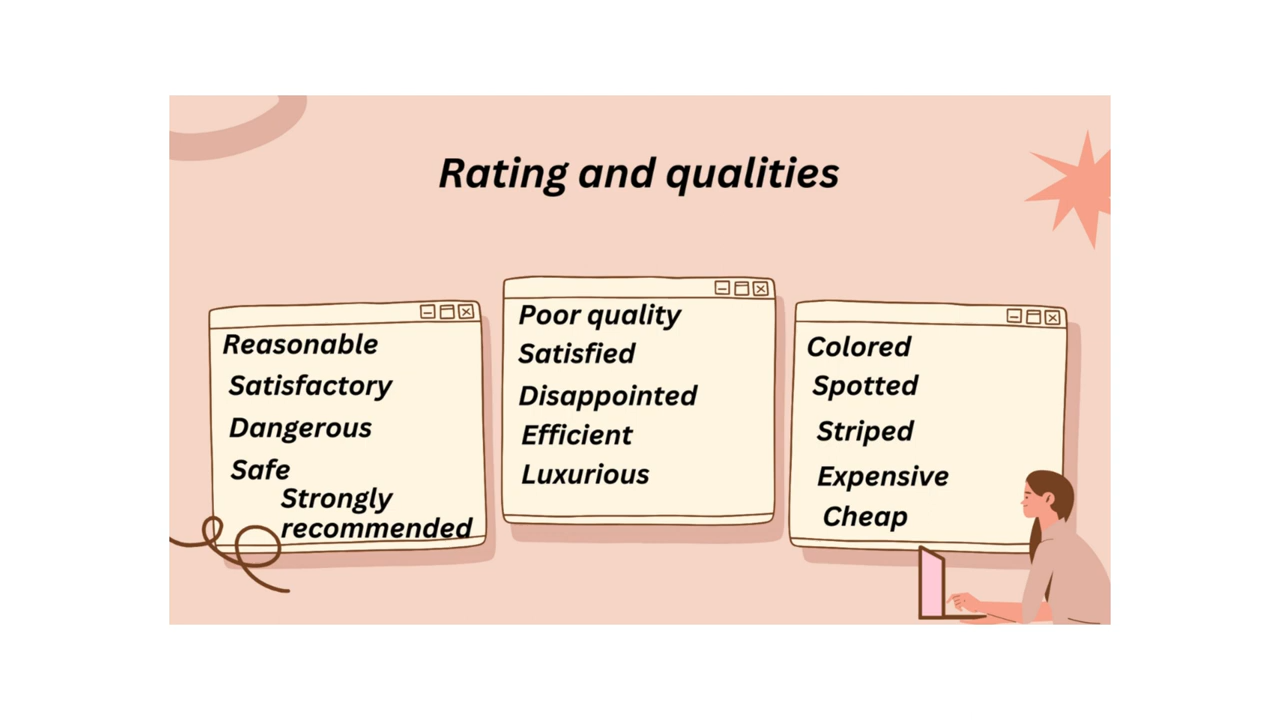 Rating and qualities
Reasonable
Satisfactory
Dangerous
Safe
Strongly
recommended
Poor quality
Satisfied
Disappointed
Efficient
Luxurious
Colored
Spotted
Striped
Expensive
Cheap